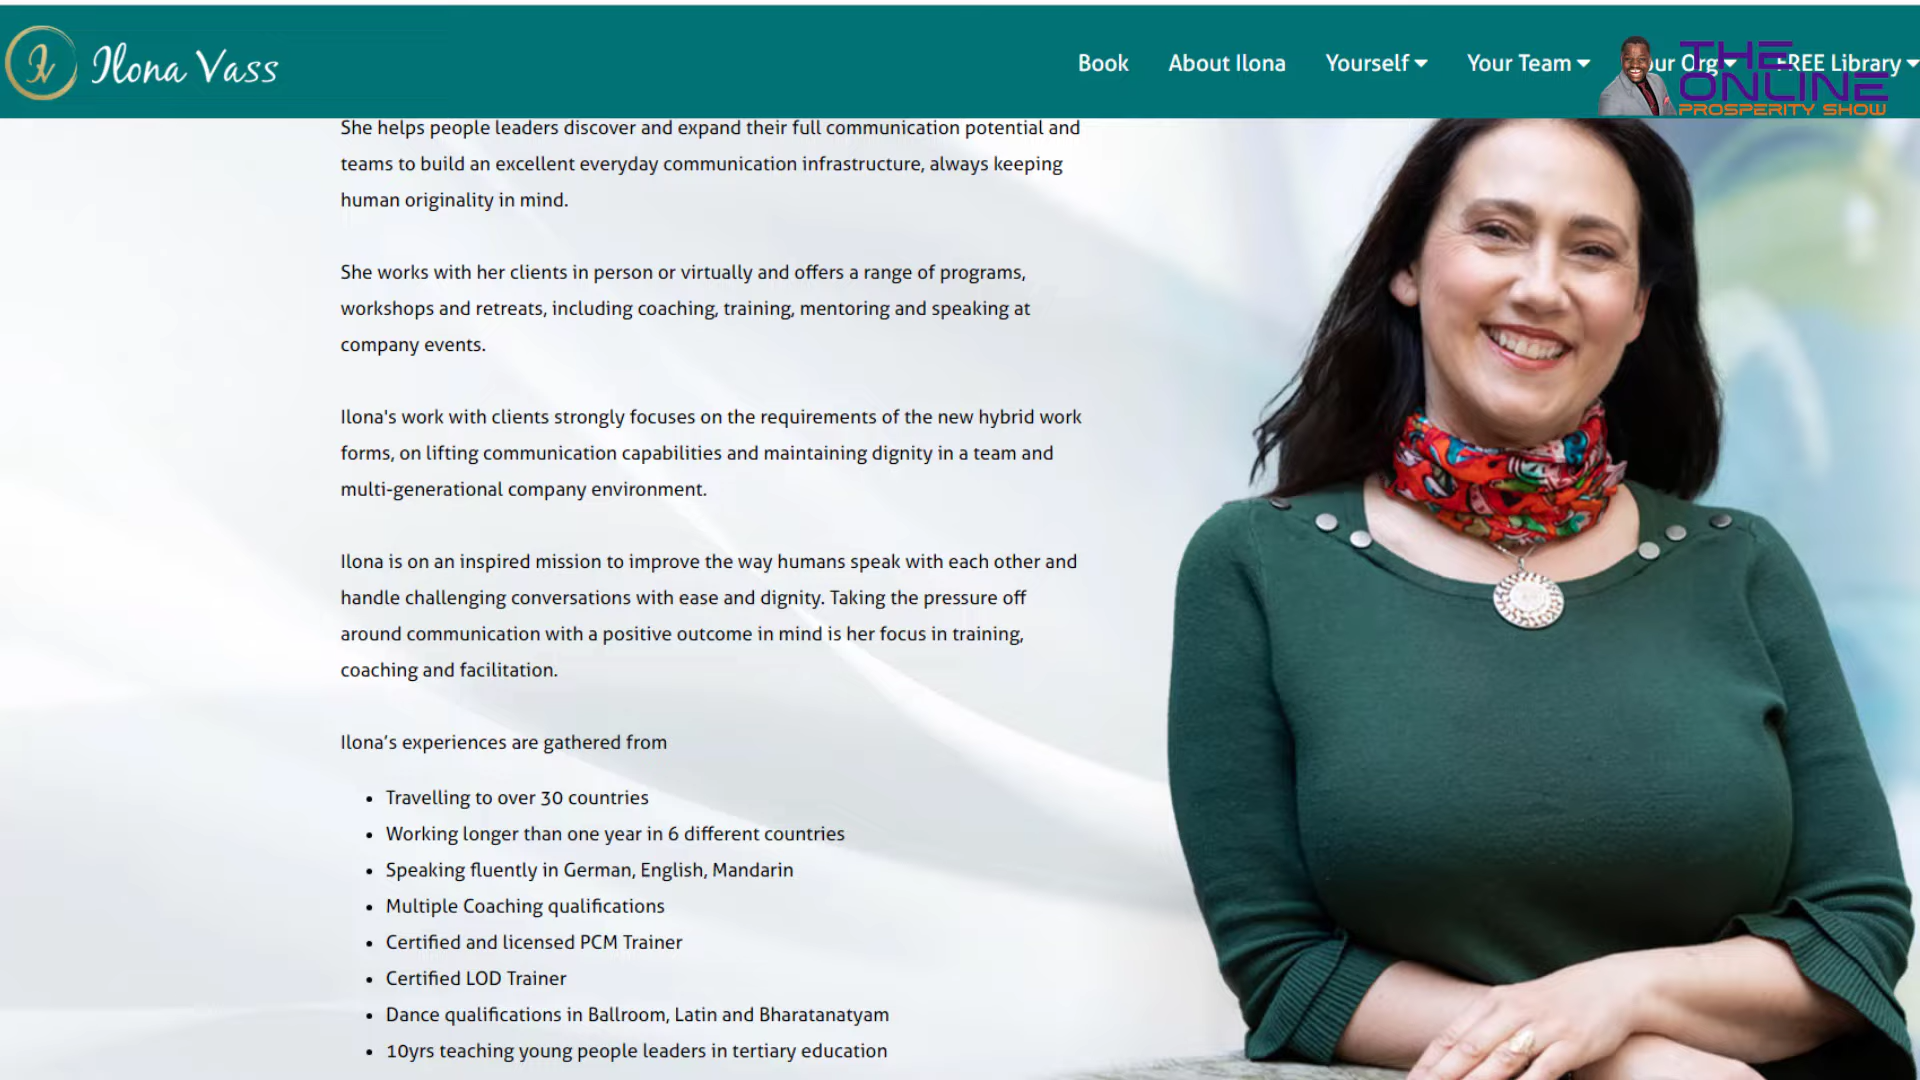 Ilona Vass
Book About Ilona Yourself Your Team our Org FREE Library
THE
ONLINE
PROSPERITY SHOW
She helps people leaders discover and expand their full communication potential and
teams to build an excellent everyday communication infrastructure, always keeping
human originality in mind.
She works with her clients in person or virtually and offers a range of programs,
workshops and retreats, including coaching, training, mentoring and speaking at
company events.
Ilona's work with clients strongly focuses on the requirements of the new hybrid work
forms, on lifting communication capabilities and maintaining dignity in a team and
multi-generational company environment.
Ilona is on an inspired mission to improve the way humans speak with each other and
handle challenging conversations with ease and dignity. Taking the pressure off
around communication with a positive outcome in mind is her focus in training,
coaching and facilitation.
Ilona’s experiences are gathered from
• Travelling to over 30 countries
• Working longer than one year in 6 different countries
• Speaking fluently in German, English, Mandarin
• Multiple Coaching qualifications
• Certified and licensed PCM Trainer
• Certified LOD Trainer
• Dance qualifications in Ballroom, Latin and Bharatanatyam
• 10yrs teaching young people leaders in tertiary education